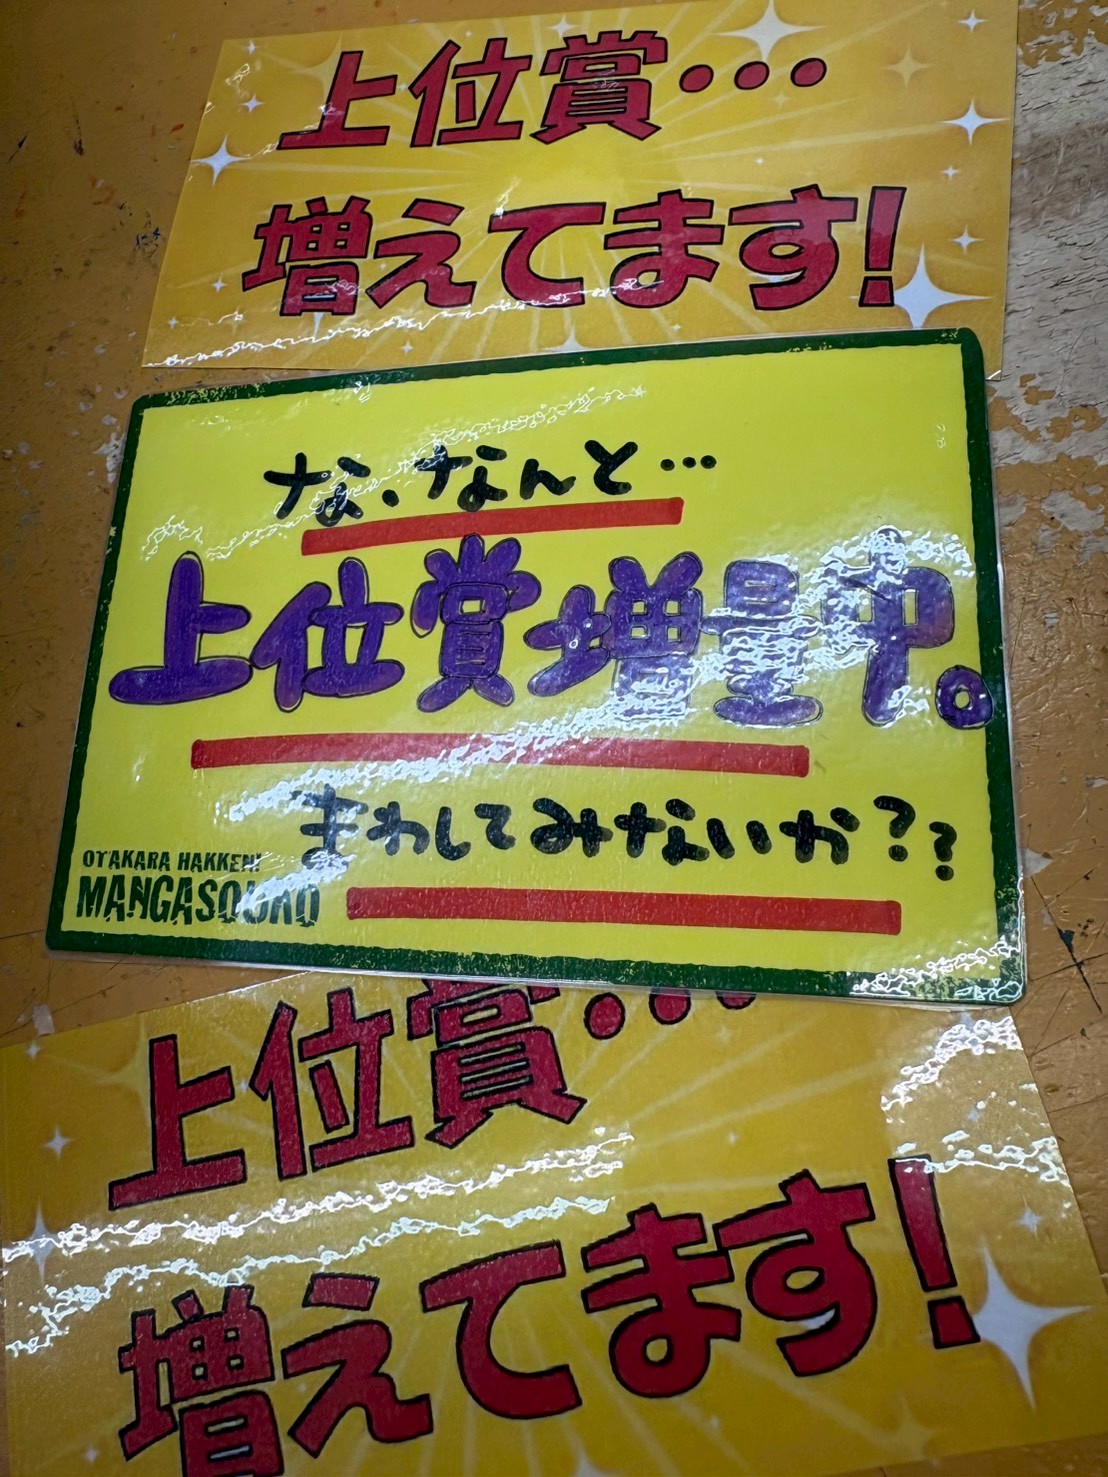 上位賞…
増えてます!
な、なんと…
上位賞増量中。
まわしてみないか??
OTAKARA HAKKEN!
MANGASOUKO
上位賞…
増えてます!